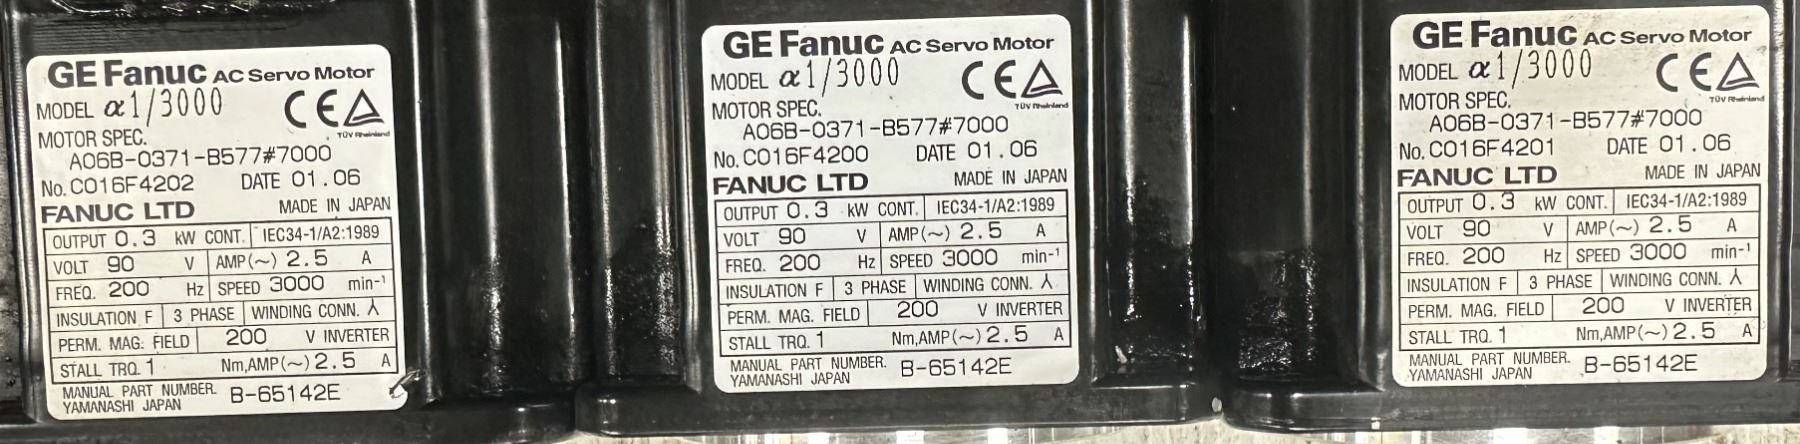 GE Fanuc AC Servo Motor
MODEL α1/3000 CE
TÜV Rheinland
MOTOR SPEC.
A06B-0371-B577#7000
No. C016F4202 DATE 01.06
FANUC LTD MADE IN JAPAN
OUTPUT 0.3 kW CONT. IEC34-1/A2:1989
VOLT 90 V AMP(~) 2.5 A
FREQ. 200 Hz SPEED 3000 min-¹
INSULATION F 3 PHASE WINDING CONN. ⅄
PERM. MAG. FIELD 200 V INVERTER
STALL TRQ. 1 Nm,AMP(~) 2.5 A
MANUAL PART NUMBER. B-65142E
YAMANASHI JAPAN
GE Fanuc AC Servo Motor
MODEL α1/3000 CE
TÜV Rheinland
MOTOR SPEC.
A06B-0371-B577#7000
No. C016F4200 DATE 01.06
FANUC LTD MADE IN JAPAN
OUTPUT 0.3 kW CONT. IEC34-1/A2:1989
VOLT 90 V AMP(~) 2.5 A
FREQ. 200 Hz SPEED 3000 min-¹
INSULATION F 3 PHASE WINDING CONN. ⅄
PERM. MAG. FIELD 200 V INVERTER
STALL TRQ. 1 Nm,AMP(~) 2.5 A
MANUAL PART NUMBER. B-65142E
YAMANASHI JAPAN
GE Fanuc AC Servo Motor
MODEL α1/3000 CE
TÜV Rheinland
MOTOR SPEC.
A06B-0371-B577#7000
No. C016F4201 DATE 01.06
FANUC LTD MADE IN JAPAN
OUTPUT 0.3 kW CONT. IEC34-1/A2:1989
VOLT 90 V AMP(~) 2.5 A
FREQ. 200 Hz SPEED 3000 min-¹
INSULATION F 3 PHASE WINDING CONN. ⅄
PERM. MAG. FIELD 200 V INVERTER
STALL TRQ. 1 Nm,AMP(~) 2.5 A
MANUAL PART NUMBER. B-65142E
YAMANASHI JAPAN